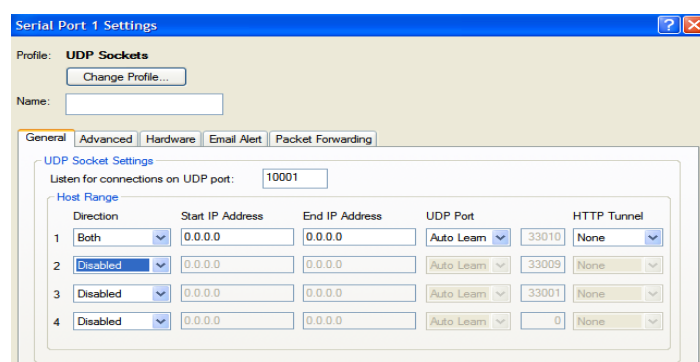 Serial Port 1 Settings
Profile: UDP Sockets
Change Profile...
Name:
General Advanced Hardware Email Alert Packet Forwarding
UDP Socket Settings
Listen for connections on UDP port: 10001
Host Range
Direction Start IP Address End IP Address UDP Port HTTP Tunnel
1 Both 0.0.0.0 0.0.0.0 Auto Learn 33010 None
2 Disabled 0.0.0.0 0.0.0.0 Auto Learn 33009 None
3 Disabled 0.0.0.0 0.0.0.0 Auto Learn 33001 None
4 Disabled 0.0.0.0 0.0.0.0 Auto Learn 0 None